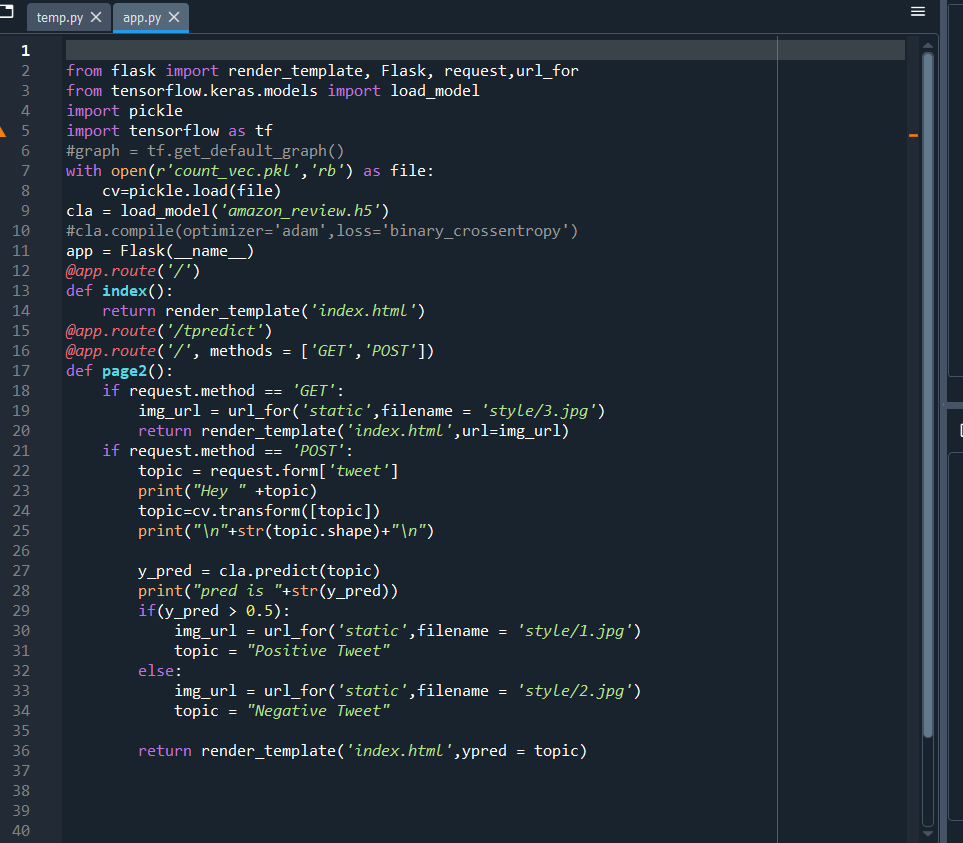 temp.py
app.py
1
2 from flask import render_template, Flask, request,url_for
3 from tensorflow.keras.models import load_model
4 import pickle
5 import tensorflow as tf
6 #graph = tf.get_default_graph()
7 with open(r'count_vec.pkl','rb') as file:
8     cv=pickle.load(file)
9 cla = load_model('amazon_review.h5')
10 #cla.compile(optimizer='adam',loss='binary_crossentropy')
11 app = Flask(__name__)
12 @app.route('/')
13 def index():
14     return render_template('index.html')
15 @app.route('/tpredict')
16 @app.route('/', methods = ['GET','POST'])
17 def page2():
18     if request.method == 'GET':
19         img_url = url_for('static',filename = 'style/3.jpg')
20         return render_template('index.html',url=img_url)
21     if request.method == 'POST':
22         topic = request.form['tweet']
23         print("Hey " +topic)
24         topic=cv.transform([topic])
25         print("\n"+str(topic.shape)+"\n")
26
27         y_pred = cla.predict(topic)
28         print("pred is "+str(y_pred))
29         if(y_pred > 0.5):
30             img_url = url_for('static',filename = 'style/1.jpg')
31             topic = "Positive Tweet"
32         else:
33             img_url = url_for('static',filename = 'style/2.jpg')
34             topic = "Negative Tweet"
35
36         return render_template('index.html',ypred = topic)
37
38
39
40